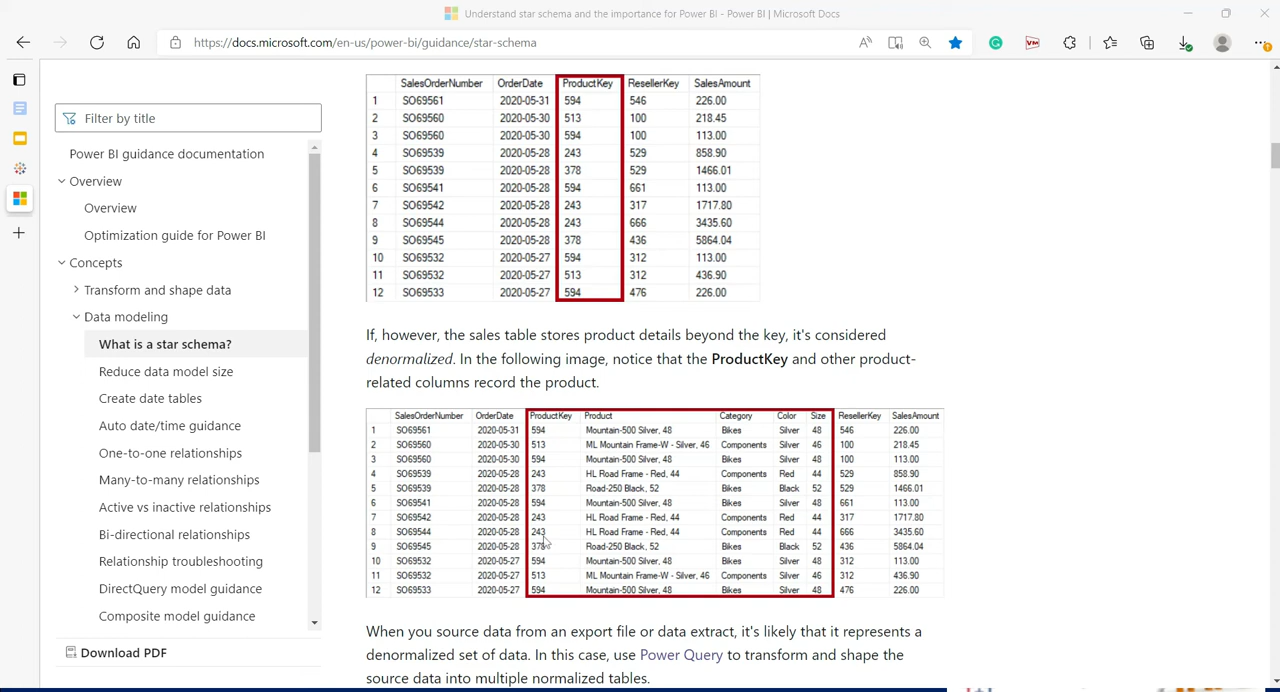 Understand star schema and the importance for Power BI - Power BI | Microsoft Docs
https://docs.microsoft.com/en-us/power-bi/guidance/star-schema
Filter by title
Power BI guidance documentation
Overview
Overview
Optimization guide for Power BI
Concepts
Transform and shape data
Data modeling
What is a star schema?
Reduce data model size
Create date tables
Auto date/time guidance
One-to-one relationships
Many-to-many relationships
Active vs inactive relationships
Bi-directional relationships
Relationship troubleshooting
DirectQuery model guidance
Composite model guidance
Download PDF
SalesOrderNumber OrderDate ProductKey ResellerKey SalesAmount
1 SO69561 2020-05-31 594 546 226.00
2 SO69560 2020-05-30 513 100 218.45
3 SO69560 2020-05-30 594 100 113.00
4 SO69539 2020-05-28 243 529 858.90
5 SO69539 2020-05-28 378 529 1466.01
6 SO69541 2020-05-28 594 661 113.00
7 SO69542 2020-05-28 243 317 1717.80
8 SO69544 2020-05-28 243 666 3435.60
9 SO69545 2020-05-28 378 436 5864.04
10 SO69532 2020-05-27 594 312 113.00
11 SO69532 2020-05-27 513 312 436.90
12 SO69533 2020-05-27 594 476 226.00
If, however, the sales table stores product details beyond the key, it's considered
denormalized. In the following image, notice that the ProductKey and other product-
related columns record the product.
SalesOrderNumber OrderDate ProductKey Product Category Color Size ResellerKey SalesAmount
1 SO69561 2020-05-31 594 Mountain-500 Silver, 48 Bikes Silver 48 546 226.00
2 SO69560 2020-05-30 513 ML Mountain Frame-W - Silver, 46 Components Silver 46 100 218.45
3 SO69560 2020-05-30 594 Mountain-500 Silver, 48 Bikes Silver 48 100 113.00
4 SO69539 2020-05-28 243 HL Road Frame - Red, 44 Components Red 44 529 858.90
5 SO69539 2020-05-28 378 Road-250 Black, 52 Bikes Black 52 529 1466.01
6 SO69541 2020-05-28 594 Mountain-500 Silver, 48 Bikes Silver 48 661 113.00
7 SO69542 2020-05-28 243 HL Road Frame - Red, 44 Components Red 44 317 1717.80
8 SO69544 2020-05-28 243 HL Road Frame - Red, 44 Components Red 44 666 3435.60
9 SO69545 2020-05-28 378 Road-250 Black, 52 Bikes Black 52 436 5864.04
10 SO69532 2020-05-27 594 Mountain-500 Silver, 48 Bikes Silver 48 312 113.00
11 SO69532 2020-05-27 513 ML Mountain Frame-W - Silver, 46 Components Silver 46 312 436.90
12 SO69533 2020-05-27 594 Mountain-500 Silver, 48 Bikes Silver 48 476 226.00
When you source data from an export file or data extract, it's likely that it represents a
denormalized set of data. In this case, use Power Query to transform and shape the
source data into multiple normalized tables.